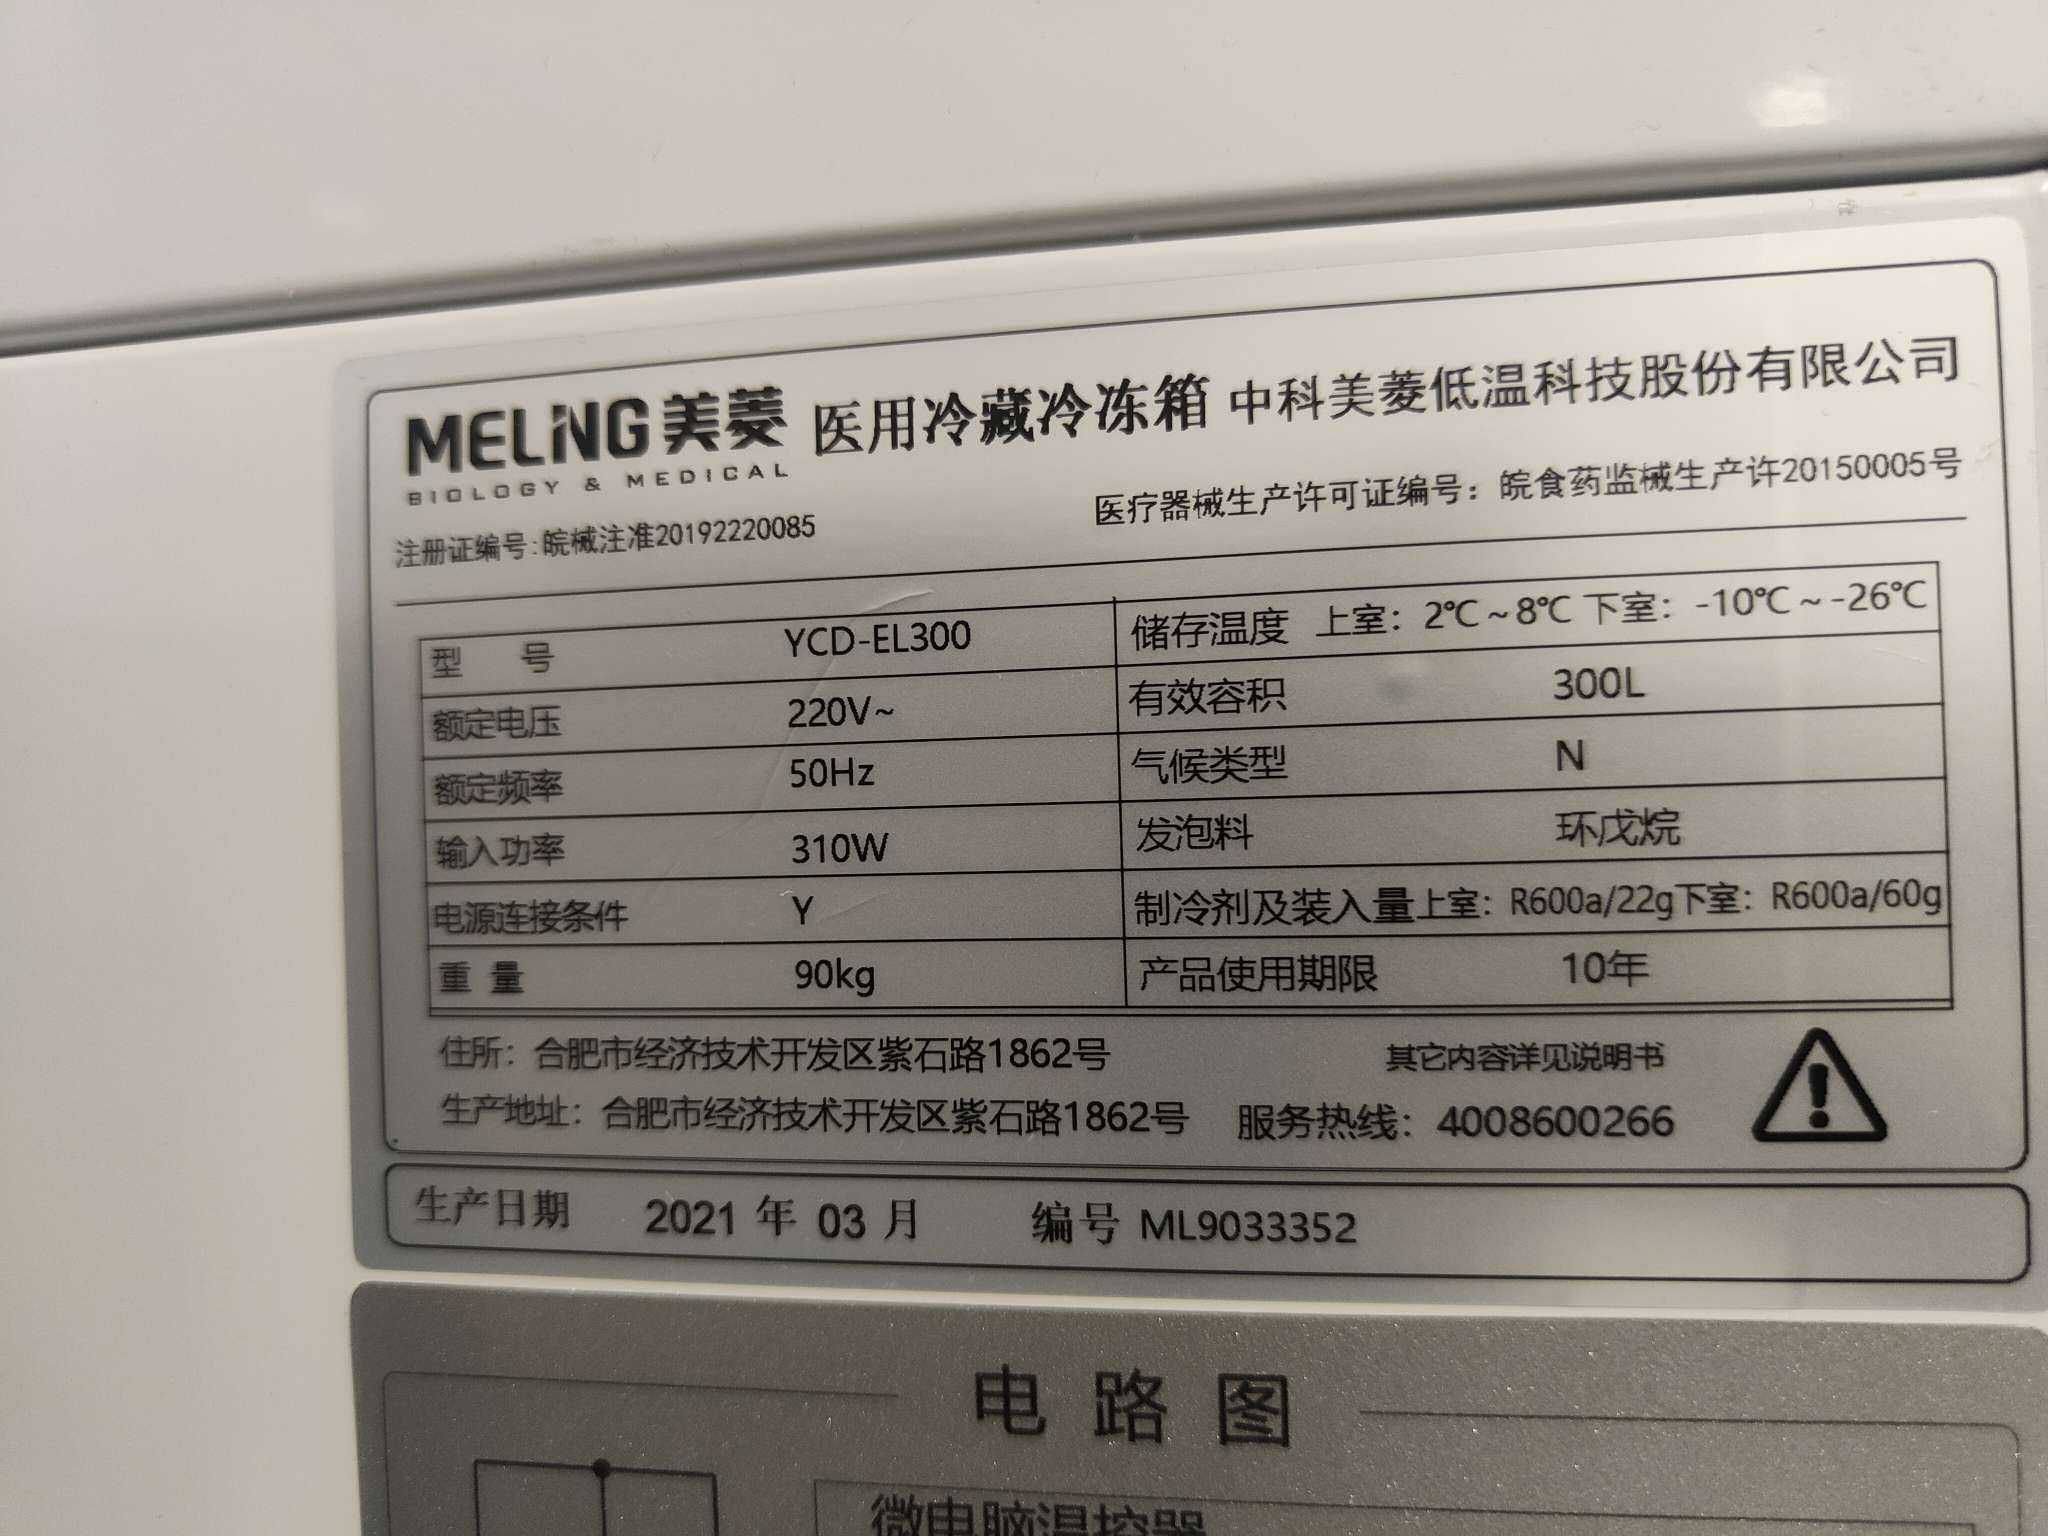 MELING美菱 医用冷藏冷冻箱 中科美菱低温科技股份有限公司
BIOLOGY & MEDICAL
注册证编号:皖械注准20192220085 医疗器械生产许可证编号：皖食药监械生产许20150005号
型 号 YCD-EL300 储存温度 上室：2℃～8℃ 下室：-10℃～-26℃
额定电压 220V~ 有效容积 300L
额定频率 50Hz 气候类型 N
输入功率 310W 发泡料 环戊烷
电源连接条件 Y 制冷剂及装入量上室：R600a/22g下室：R600a/60g
重 量 90kg 产品使用期限 10年
住所：合肥市经济技术开发区紫石路1862号 其它内容详见说明书
生产地址：合肥市经济技术开发区紫石路1862号 服务热线：4008600266
生产日期 2021 年 03 月 编号 ML9033352
电路图
微电脑温控器